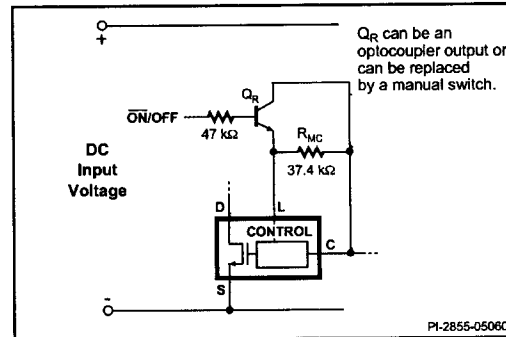 +
Q_R can be an
optocoupler output or
can be replaced
by a manual switch.
Q_R
O̅N̅/OFF
47 kΩ
R_MC
37.4 kΩ
DC
Input
Voltage
D
L
CONTROL
C
S
-
PI-2855-05060